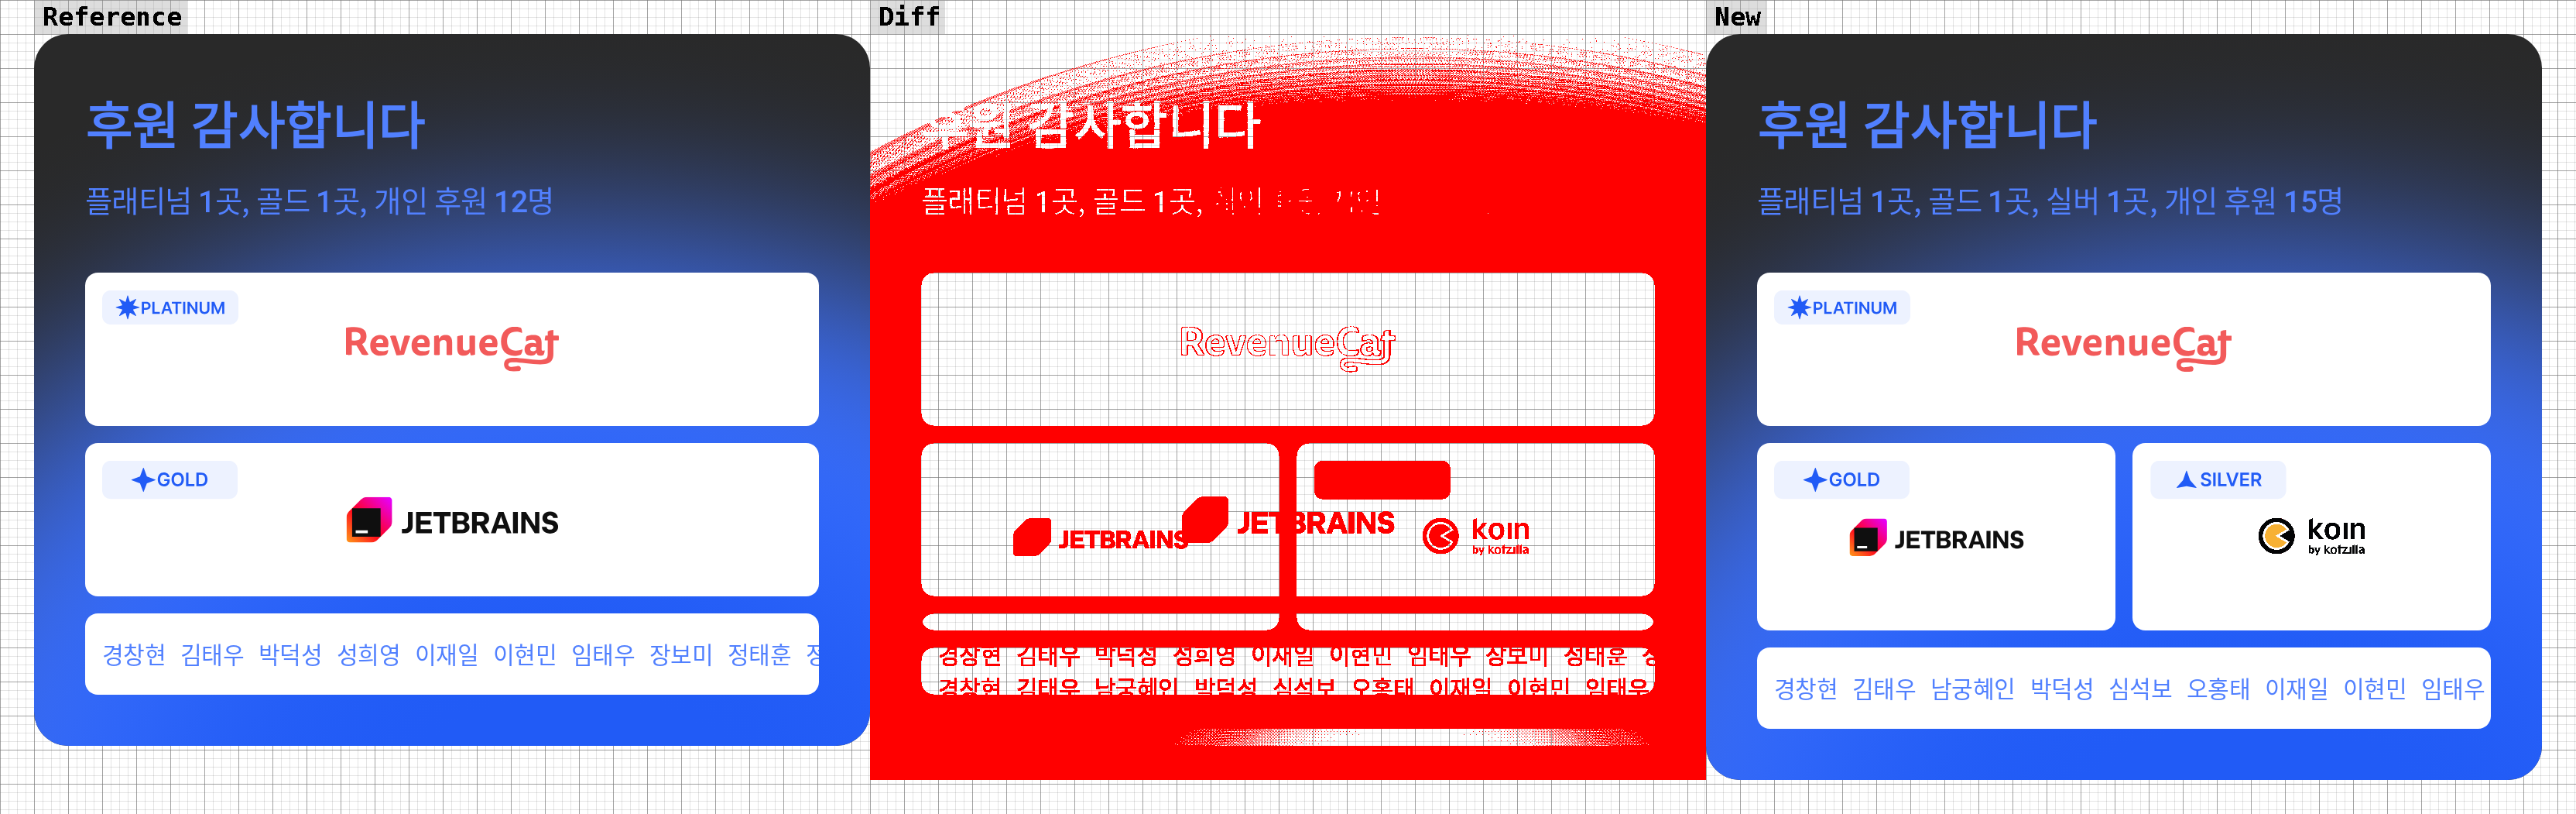 Reference
후원 감사합니다
플래티넘 1곳, 골드 1곳, 개인 후원 12명
PLATINUM
RevenueCat
GOLD
JETBRAINS
경창현 김태우 박덕성 성희영 이재일 이현민 임태우 장보미 정태훈
Diff
후원 감사합니다
플래티넘 1곳, 골드 1곳,
RevenueCat
JETBRAINS
JETBRAINS
koin
by kofzilla
경창현 김태우 박덕성 성희영 이재일 이현민 임태우 장보미 정태훈
경창현 김태우 남궁혜인 박덕성 심석보 오홍태 이재일 이현민 임태우
New
후원 감사합니다
플래티넘 1곳, 골드 1곳, 실버 1곳, 개인 후원 15명
PLATINUM
RevenueCat
GOLD
JETBRAINS
SILVER
koin
by kofzilla
경창현 김태우 남궁혜인 박덕성 심석보 오홍태 이재일 이현민 임태우